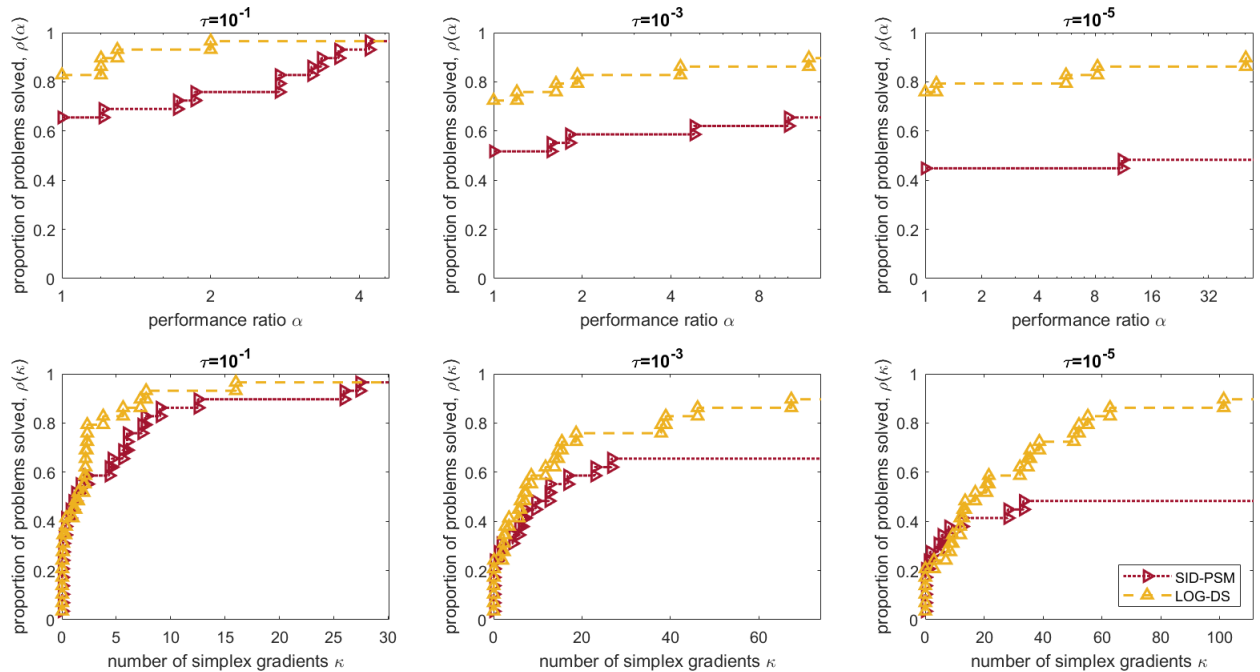 τ=10⁻¹
proportion of problems solved, ρ(α)
1
0.8
0.6
0.4
0.2
0
1 2 4
performance ratio α
τ=10⁻³
proportion of problems solved, ρ(α)
1
0.8
0.6
0.4
0.2
0
1 2 4 8
performance ratio α
τ=10⁻⁵
proportion of problems solved, ρ(α)
1
0.8
0.6
0.4
0.2
0
1 2 4 8 16 32
performance ratio α
τ=10⁻¹
proportion of problems solved, ρ(κ)
1
0.8
0.6
0.4
0.2
0
0 5 10 15 20 25 30
number of simplex gradients κ
τ=10⁻³
proportion of problems solved, ρ(κ)
1
0.8
0.6
0.4
0.2
0
0 20 40 60
number of simplex gradients κ
τ=10⁻⁵
proportion of problems solved, ρ(κ)
1
0.8
0.6
0.4
0.2
0
0 20 40 60 80 100
number of simplex gradients κ
SID-PSM
LOG-DS